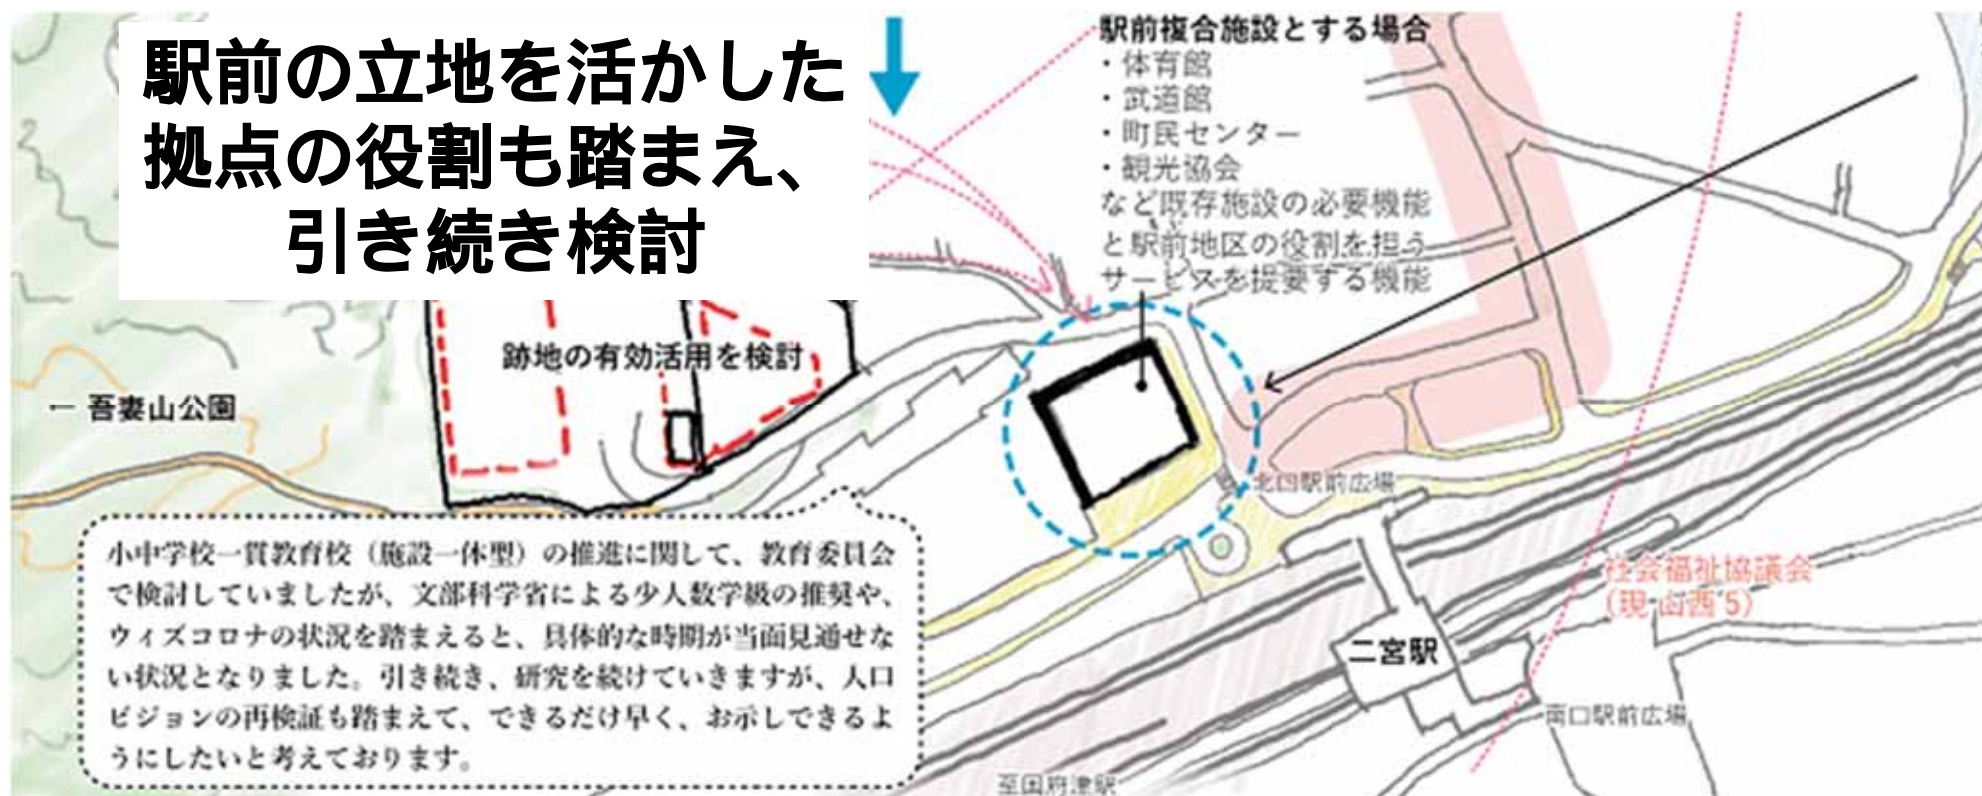 駅前の立地を活かした
拠点の役割も踏まえ、
引き続き検討
駅前複合施設とする場合
・体育館
・武道館
・町民センター
・観光協会
など既存施設の必要機能
と駅前地区の役割を担う
サービスを提要する機能
跡地の有効活用を検討
← 吾妻山公園
北口駅前広場
小中学校一貫教育校（施設一体型）の推進に関して、教育委員会
で検討していましたが、文部科学省による少人数学級の推奨や、
ウィズコロナの状況を踏まえると、具体的な時期が当面見通せな
い状況となりました。引き続き、研究を続けていきますが、人口
ビジョンの再検証も踏まえて、できるだけ早く、お示しできるよ
うにしたいと考えております。
社会福祉協議会
（現 山西 5）
二宮駅
南口駅前広場
至国府津駅